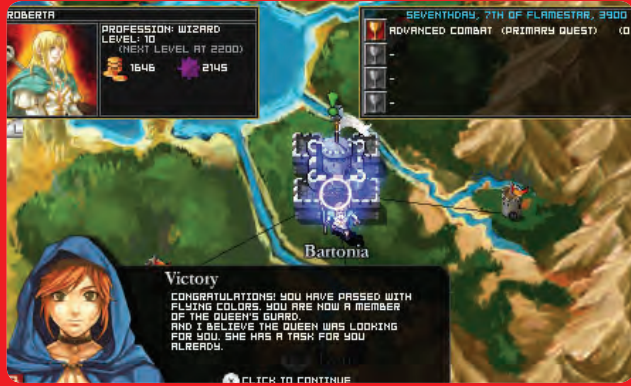 ROBERTA
PROFESSION: WIZARD
LEVEL: 10
(NEXT LEVEL AT 2200)
1646 2145
SEVENTHDAY, 7TH OF FLAMESTAR, 3900
ADVANCED COMBAT (PRIMARY QUEST) (0
-
-
-
Bartonia
Victory
CONGRATULATIONS! YOU HAVE PASSED WITH
FLYING COLORS. YOU ARE NOW A MEMBER
OF THE QUEEN'S GUARD.
AND I BELIEVE THE QUEEN WAS LOOKING
FOR YOU. SHE HAS A TASK FOR YOU
ALREADY.
CLICK TO CONTINUE